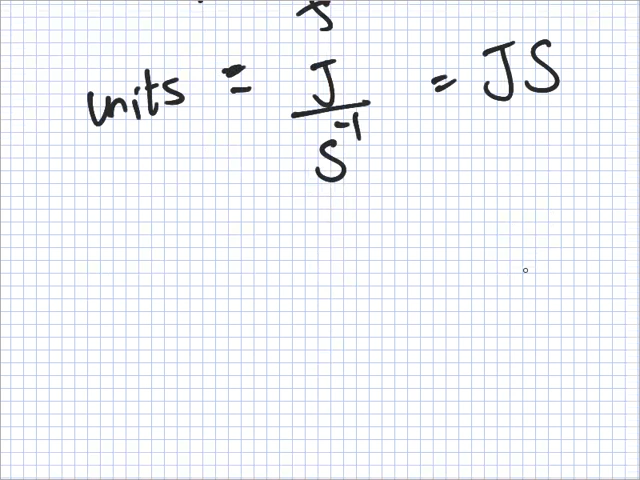 units = J/S⁻¹ = JS